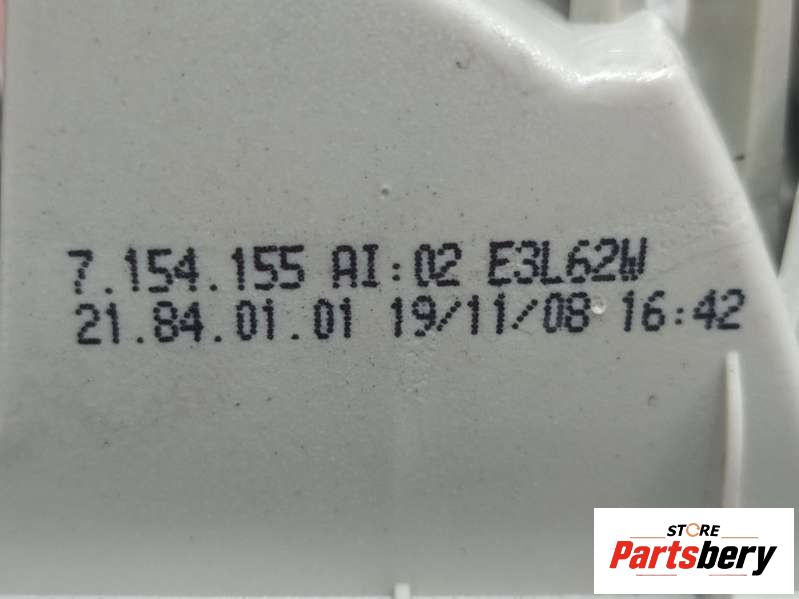 7.154.155 AI:02 E3L62W
21.84.01.01 19/11/08 16:42
STORE
Partsbery